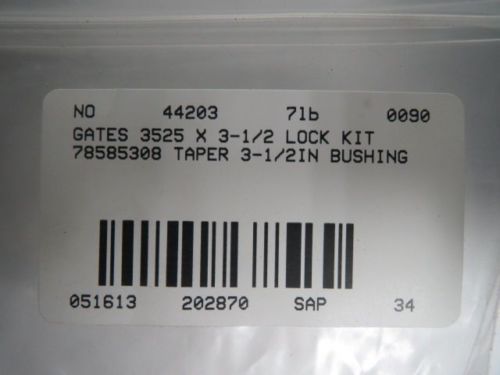 NO 44203 7lb 0090
GATES 3525 X 3-1/2 LOCK KIT
78585308 TAPER 3-1/2IN BUSHING
051613 202870 SAP 34